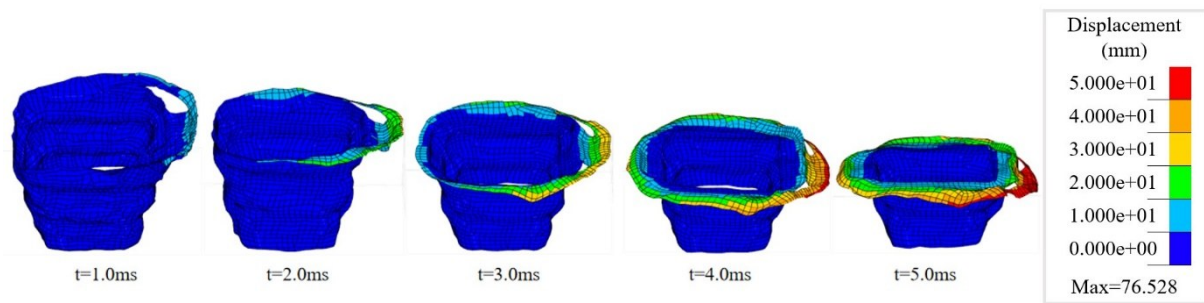 Displacement
(mm)
5.000e+01
4.000e+01
3.000e+01
2.000e+01
1.000e+01
0.000e+00
Max=76.528
t=1.0ms
t=2.0ms
t=3.0ms
t=4.0ms
t=5.0ms